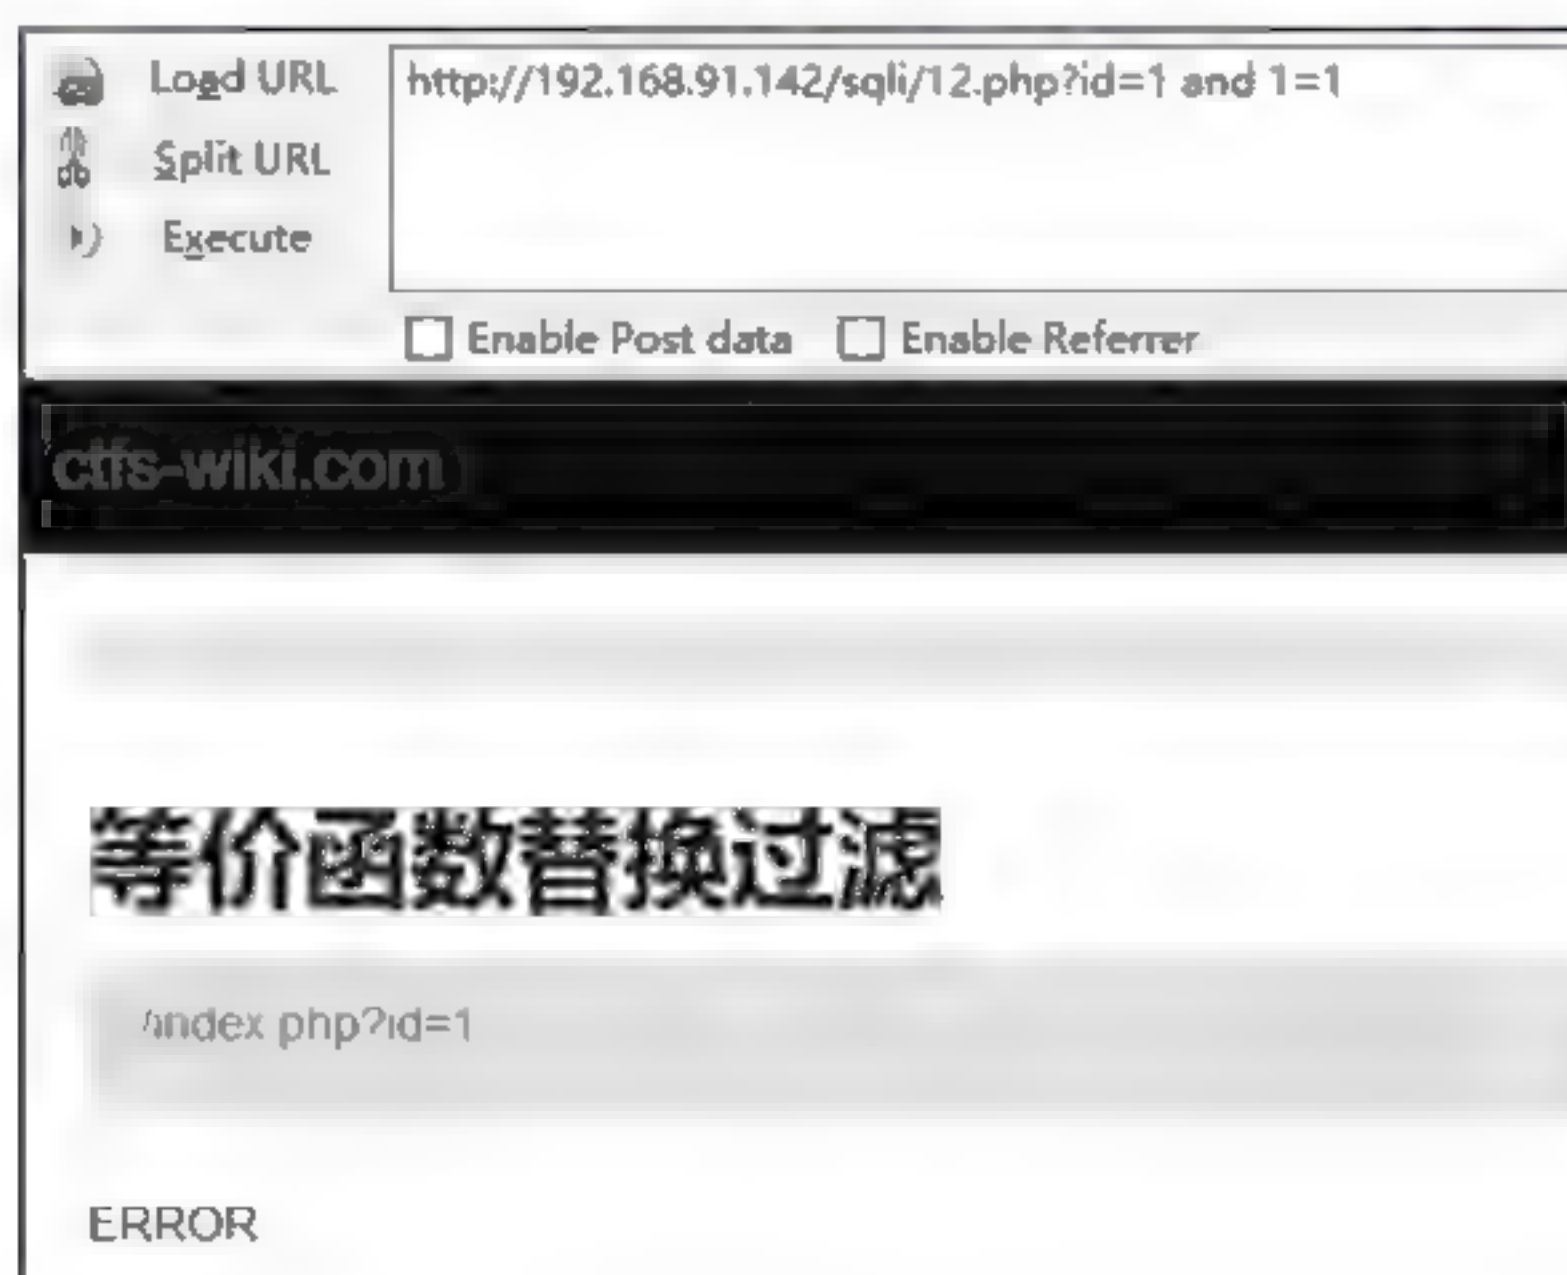 Load URL
http://192.168.91.142/sqli/12.php?id=1 and 1=1
Split URL
Execute
Enable Post data
Enable Referrer
ctfs-wiki.com
等价函数替换过滤
/index php?id=1
ERROR